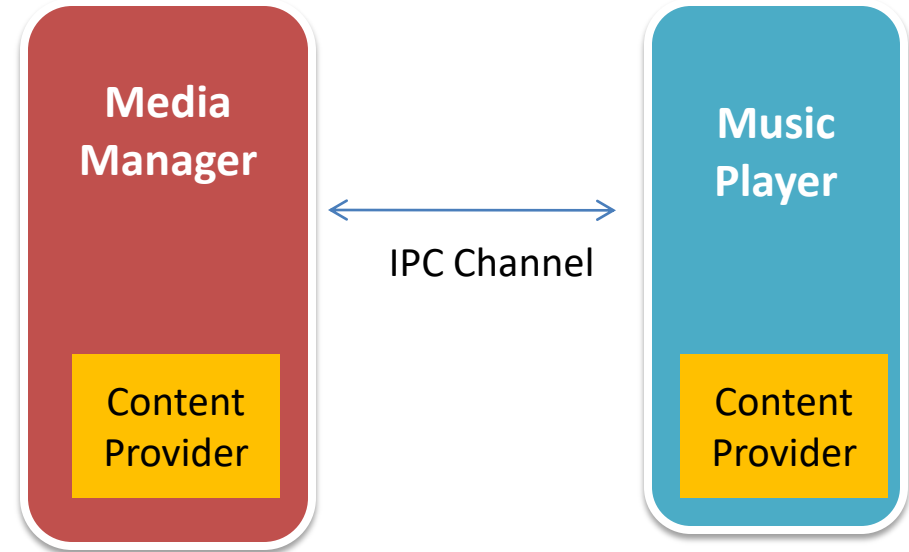 Media
Manager
Music
Player
IPC Channel
Content
Provider
Content
Provider